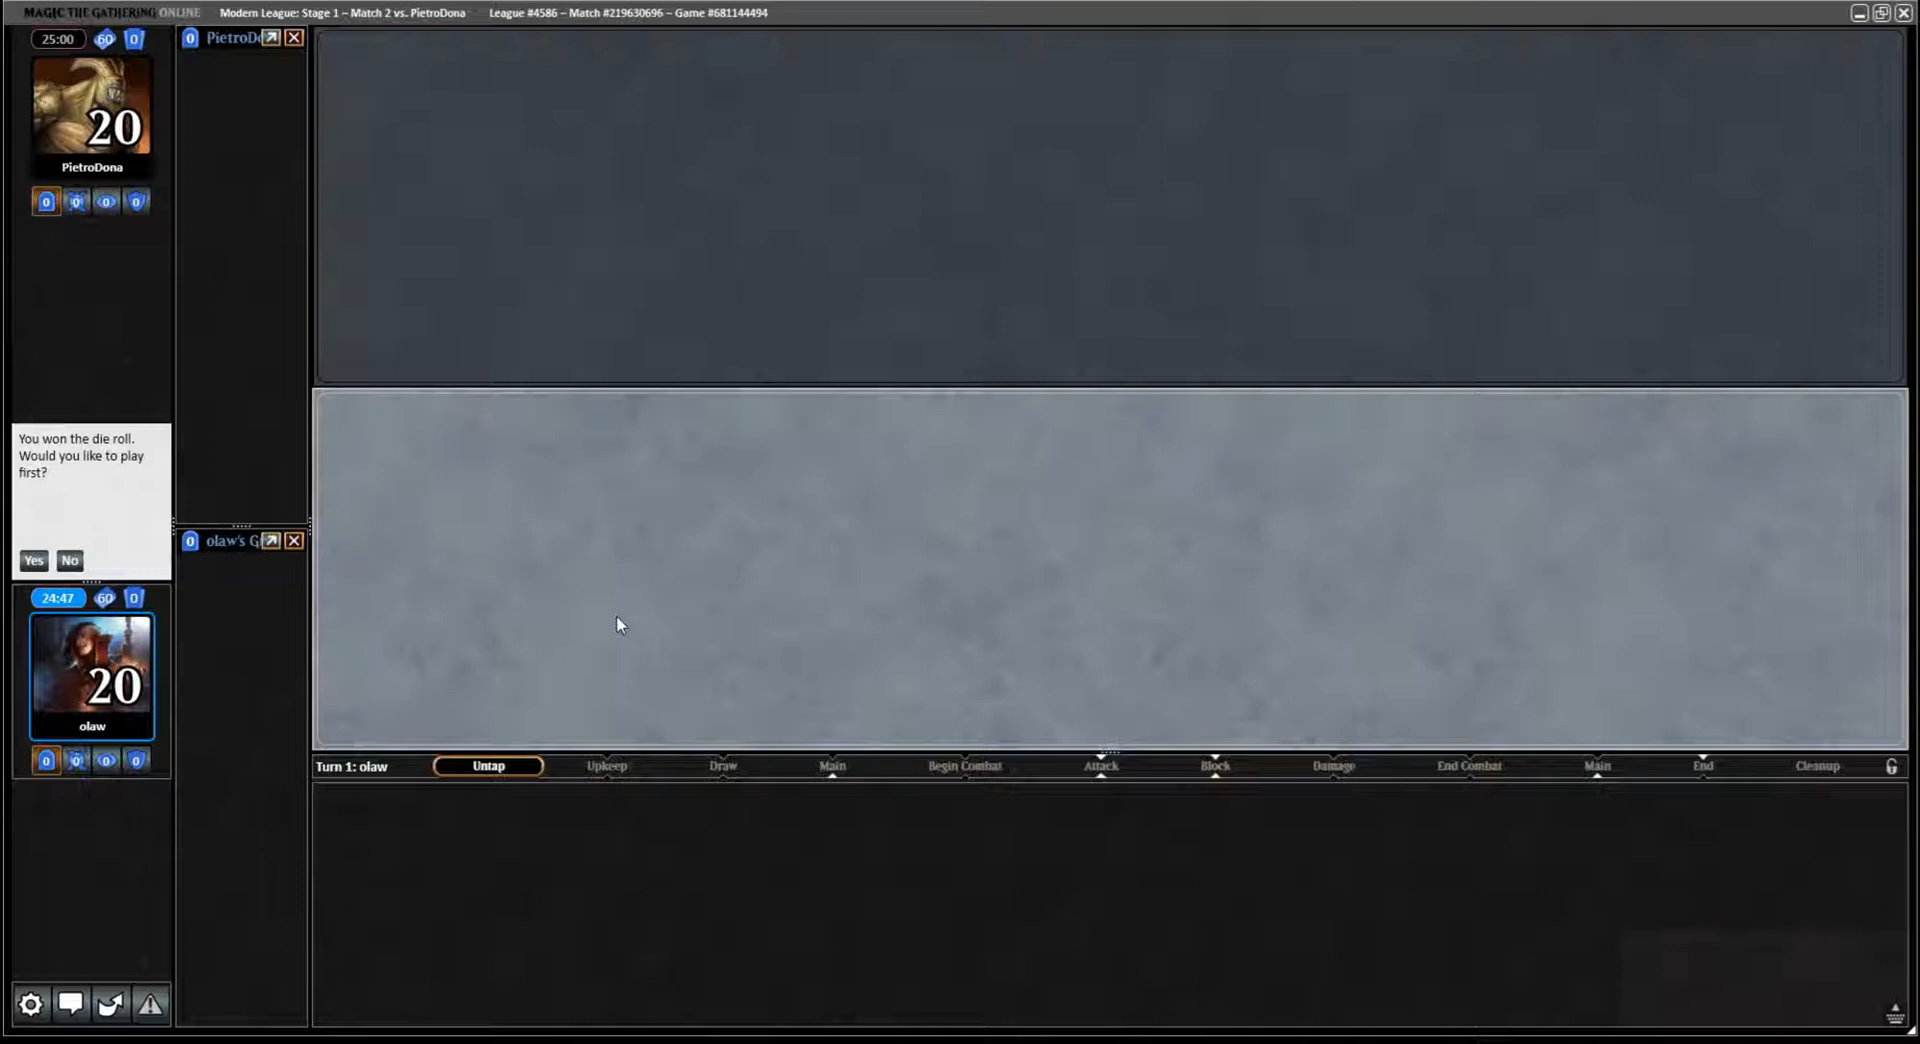 MAGIC THE GATHERING ONLINE Modern League: Stage 1 – Match 2 vs. PietroDona League #4586 – Match #219630696 – Game #681144494
25:00 60 0
20
PietroDona
0 0 0 0
0 PietroDo
You won the die roll.
Would you like to play
first?
Yes No
0 olaw's G
24:47 60 0
20
olaw
0 0 0 0
Turn 1: olaw Untap Upkeep Draw Main Begin Combat Attack Block Damage End Combat Main End Cleanup